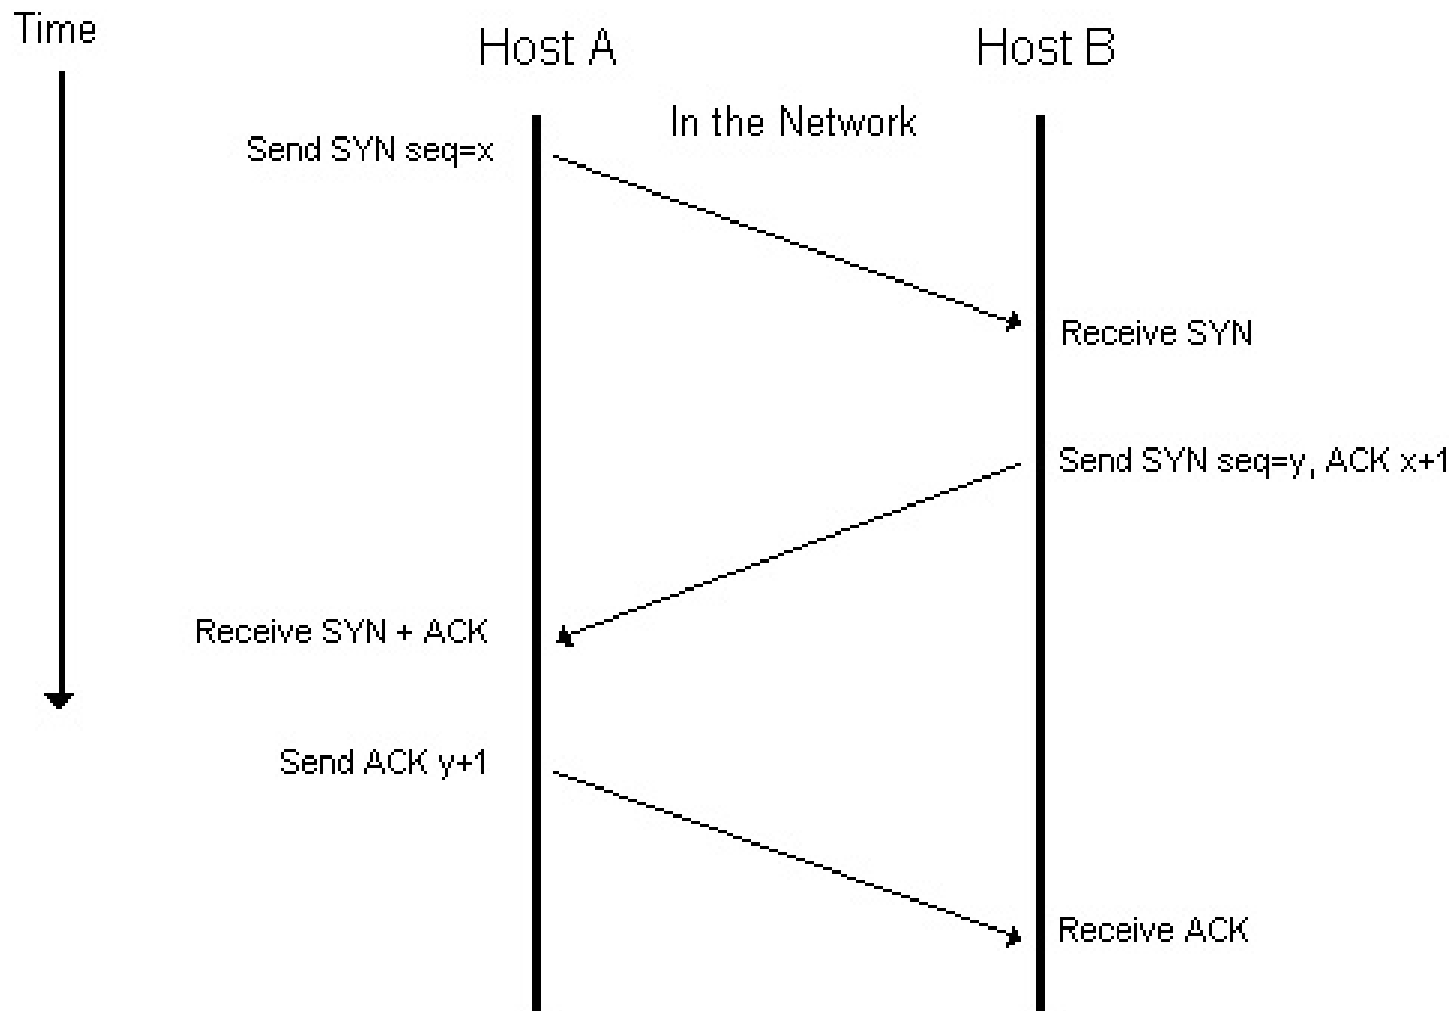 Time
Host A
Host B
In the Network
Send SYN seq=x
Receive SYN
Send SYN seq=y, ACK x+1
Receive SYN + ACK
Send ACK y+1
Receive ACK